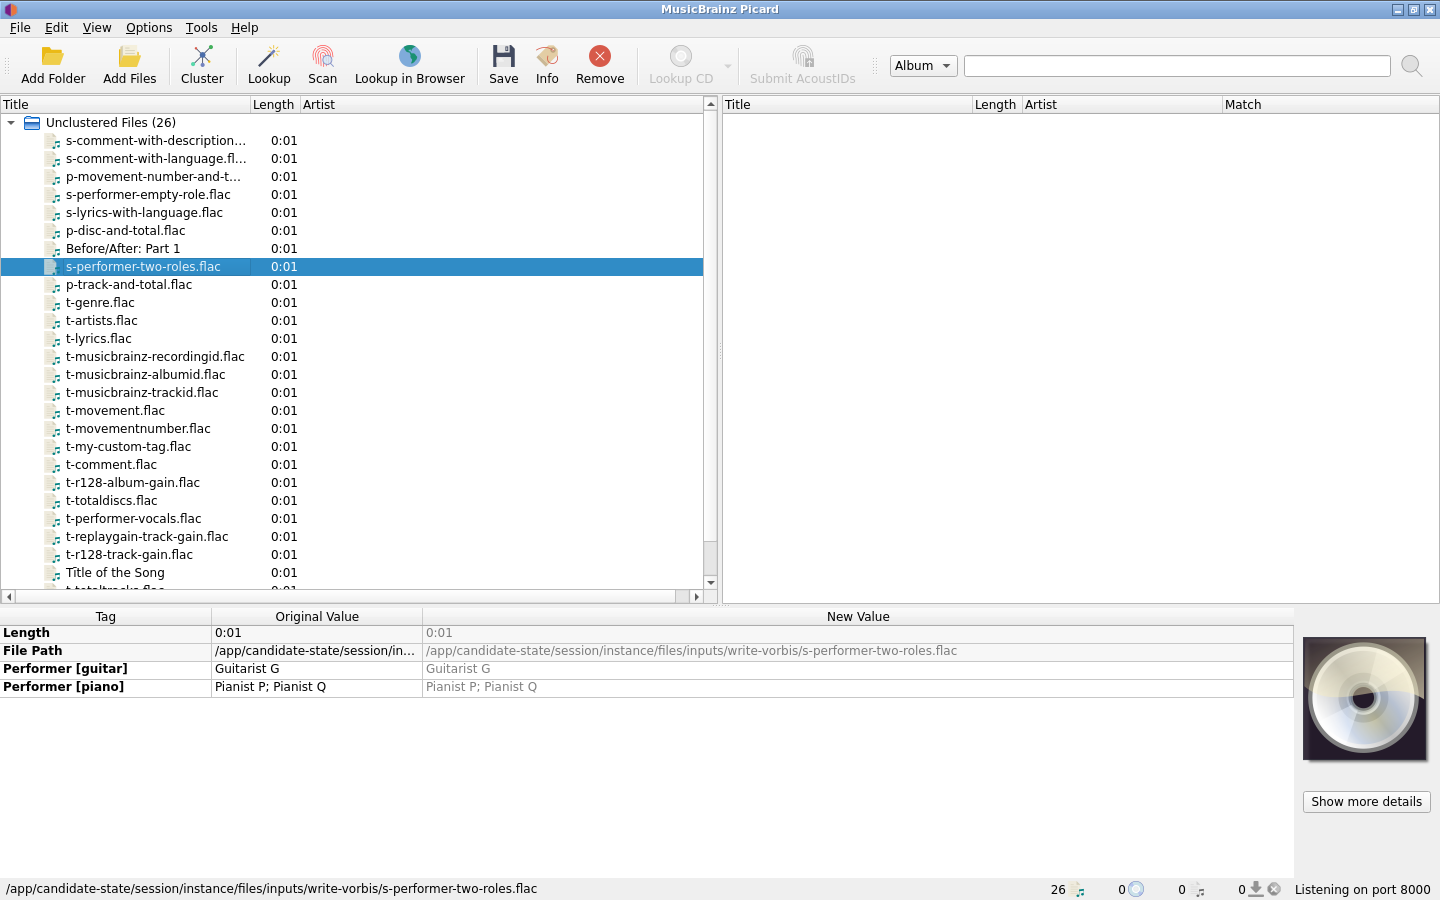 MusicBrainz Picard
File Edit View Options Tools Help
Add Folder Add Files Cluster Lookup Scan Lookup in Browser Save Info Remove Lookup CD Submit AcoustIDs Album
Title Length Artist
Title Length Artist Match
Unclustered Files (26)
s-comment-with-description... 0:01
s-comment-with-language.fl... 0:01
p-movement-number-and-t... 0:01
s-performer-empty-role.flac 0:01
s-lyrics-with-language.flac 0:01
p-disc-and-total.flac 0:01
Before/After: Part 1 0:01
s-performer-two-roles.flac 0:01
p-track-and-total.flac 0:01
t-genre.flac 0:01
t-artists.flac 0:01
t-lyrics.flac 0:01
t-musicbrainz-recordingid.flac 0:01
t-musicbrainz-albumid.flac 0:01
t-musicbrainz-trackid.flac 0:01
t-movement.flac 0:01
t-movementnumber.flac 0:01
t-my-custom-tag.flac 0:01
t-comment.flac 0:01
t-r128-album-gain.flac 0:01
t-totaldiscs.flac 0:01
t-performer-vocals.flac 0:01
t-replaygain-track-gain.flac 0:01
t-r128-track-gain.flac 0:01
Title of the Song 0:01
Tag Original Value New Value
Length 0:01 0:01
File Path /app/candidate-state/session/in... /app/candidate-state/session/instance/files/inputs/write-vorbis/s-performer-two-roles.flac
Performer [guitar] Guitarist G Guitarist G
Performer [piano] Pianist P; Pianist Q Pianist P; Pianist Q
Show more details
/app/candidate-state/session/instance/files/inputs/write-vorbis/s-performer-two-roles.flac 26 0 0 0 Listening on port 8000